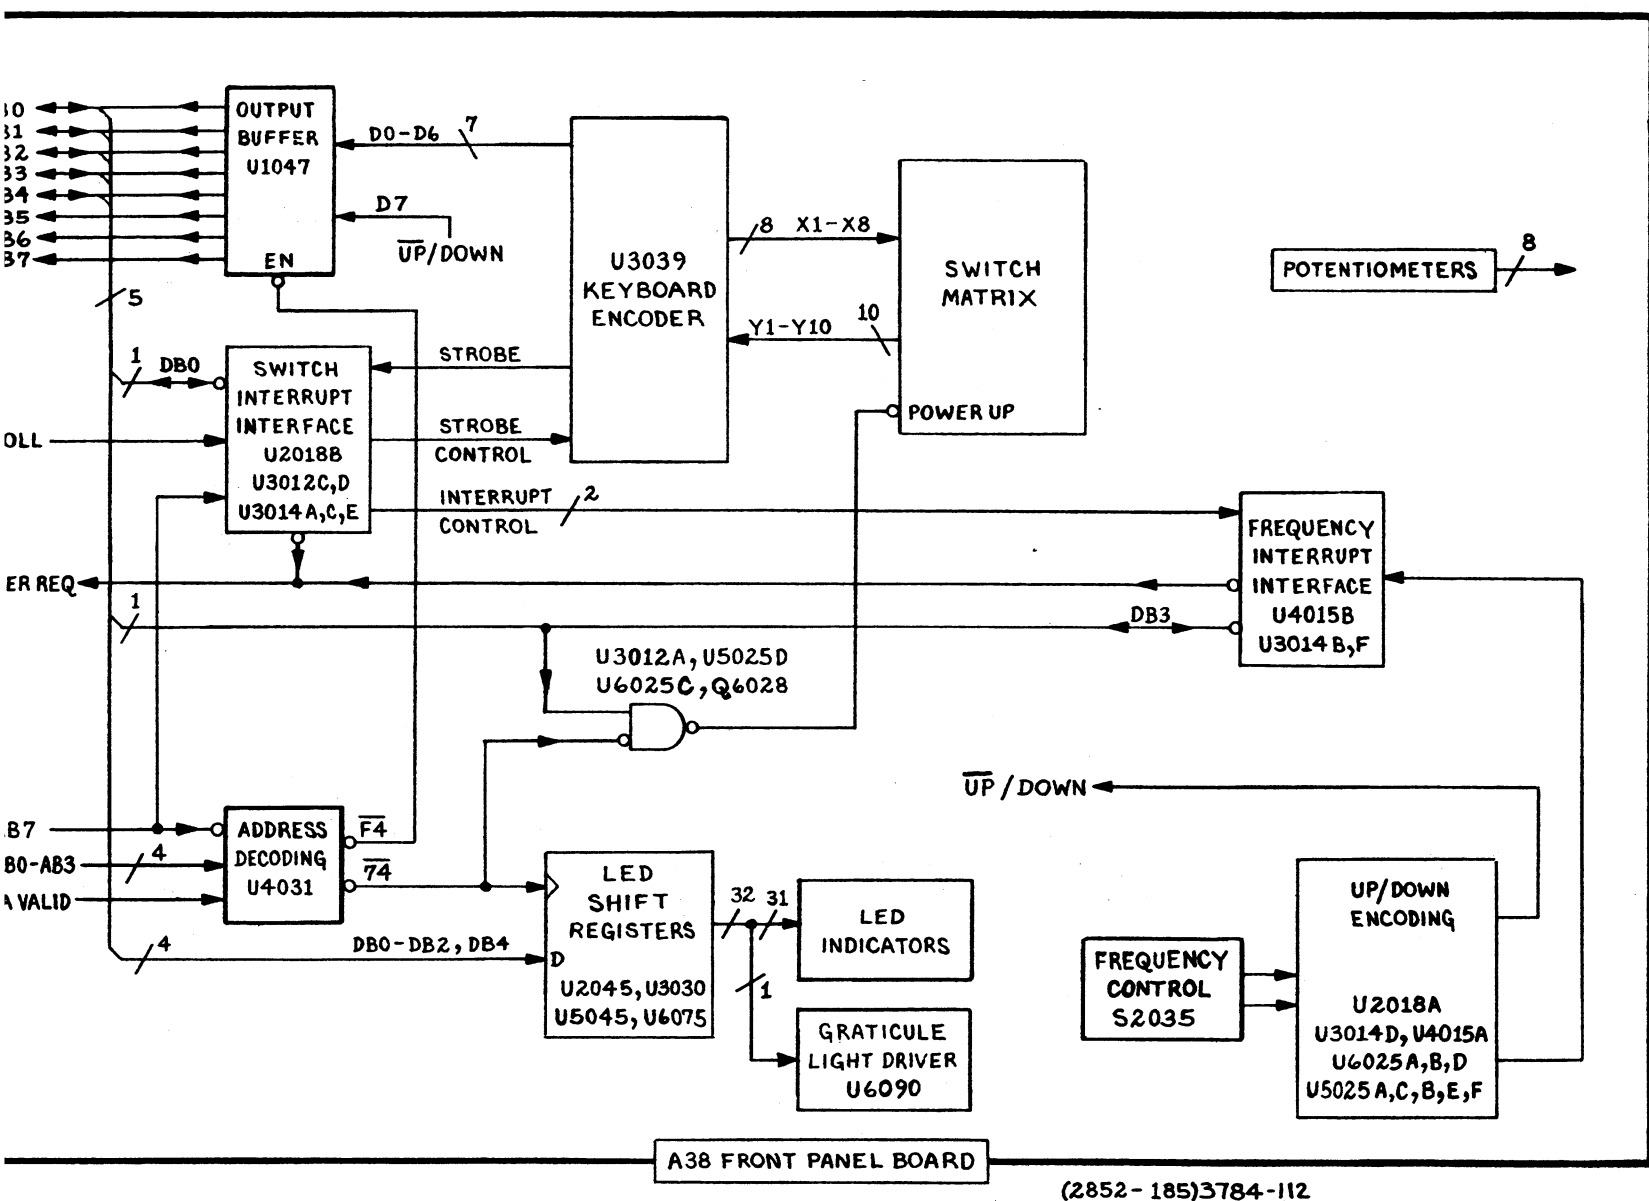 OUTPUT
BUFFER
U1047
EN
D0-D6 7
D7
UP/DOWN
5
1 DB0
SWITCH
INTERRUPT
INTERFACE
U2018B
U3012C,D
U3014A,C,E
STROBE
STROBE
CONTROL
INTERRUPT 2
CONTROL
U3039
KEYBOARD
ENCODER
8 X1-X8
Y1-Y10 10
SWITCH
MATRIX
POWER UP
POTENTIOMETERS 8
OLL
ER REQ
1
DB3
FREQUENCY
INTERRUPT
INTERFACE
U4015B
U3014B,F
U3012A, U5025D
U6025C, Q6028
B7
B0-AB3 4
A VALID
ADDRESS
DECODING
U4031
F4
74
4 DB0-DB2, DB4
LED
SHIFT
REGISTERS
D
U2045, U3030
U5045, U6075
32 31
1
LED
INDICATORS
GRATICULE
LIGHT DRIVER
U6090
UP/DOWN
FREQUENCY
CONTROL
S2035
UP/DOWN
ENCODING
U2018A
U3014D, U4015A
U6025A,B,D
U5025A,C,B,E,F
A38 FRONT PANEL BOARD
(2852-185)3784-112